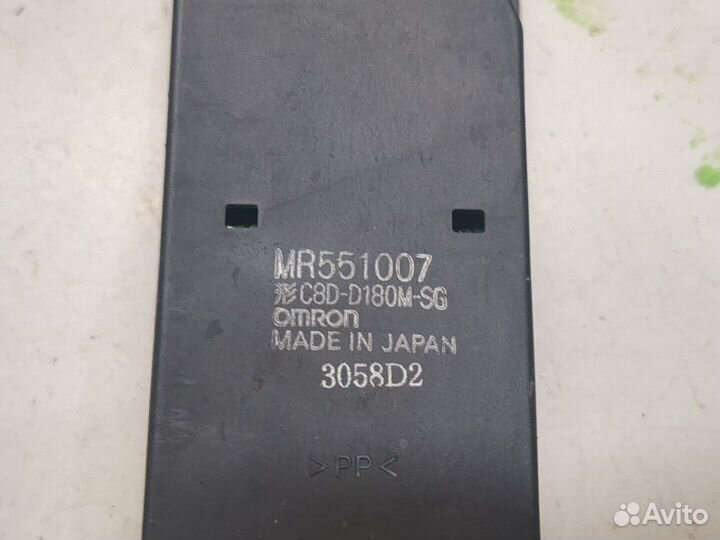 MR551007
形C8D-D180M-SG
OMRON
MADE IN JAPAN
3058D2
>PP<
Avito